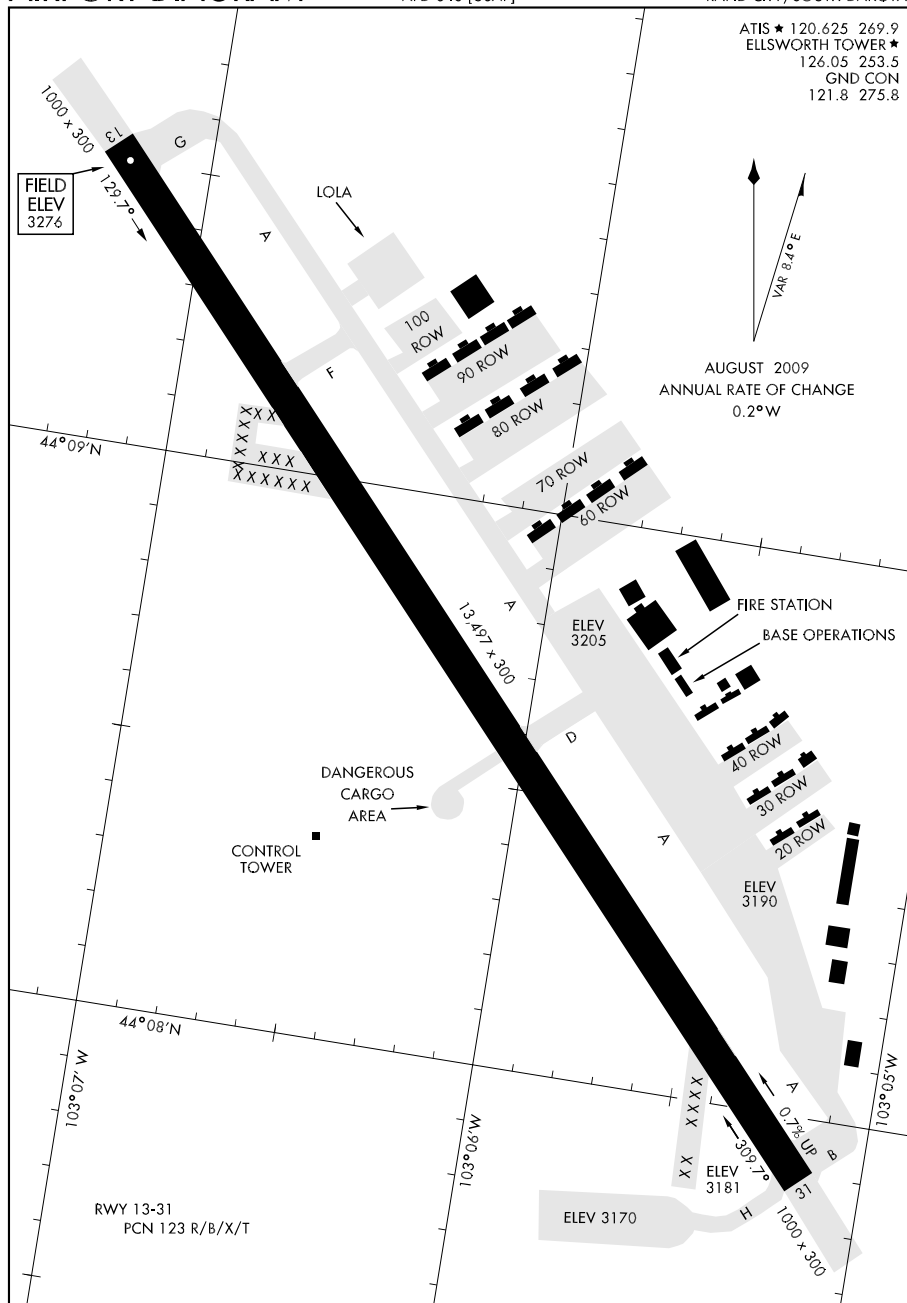 ATIS ★ 120.625 269.9
ELLSWORTH TOWER ★
126.05 253.5
GND CON
121.8 275.8
1000 x 300
13
G
FIELD
ELEV
3276
129.7°
LOLA
A
VAR 8.4° E
100
ROW
90 ROW
F
80 ROW
AUGUST 2009
ANNUAL RATE OF CHANGE
0.2° W
44°09'N
X X X
X X X X X
X X X
X X X X X X
70 ROW
60 ROW
13,497 x 300
A
ELEV
3205
FIRE STATION
BASE OPERATIONS
D
40 ROW
30 ROW
20 ROW
DANGEROUS
CARGO
AREA
CONTROL
TOWER
A
ELEV
3190
44°08'N
103°07' W
103°06'W
103°05'W
X X X X
X X
A
0.7% UP
309.7°
B
ELEV
3181
31
H
1000 x 300
ELEV 3170
RWY 13-31
PCN 123 R/B/X/T